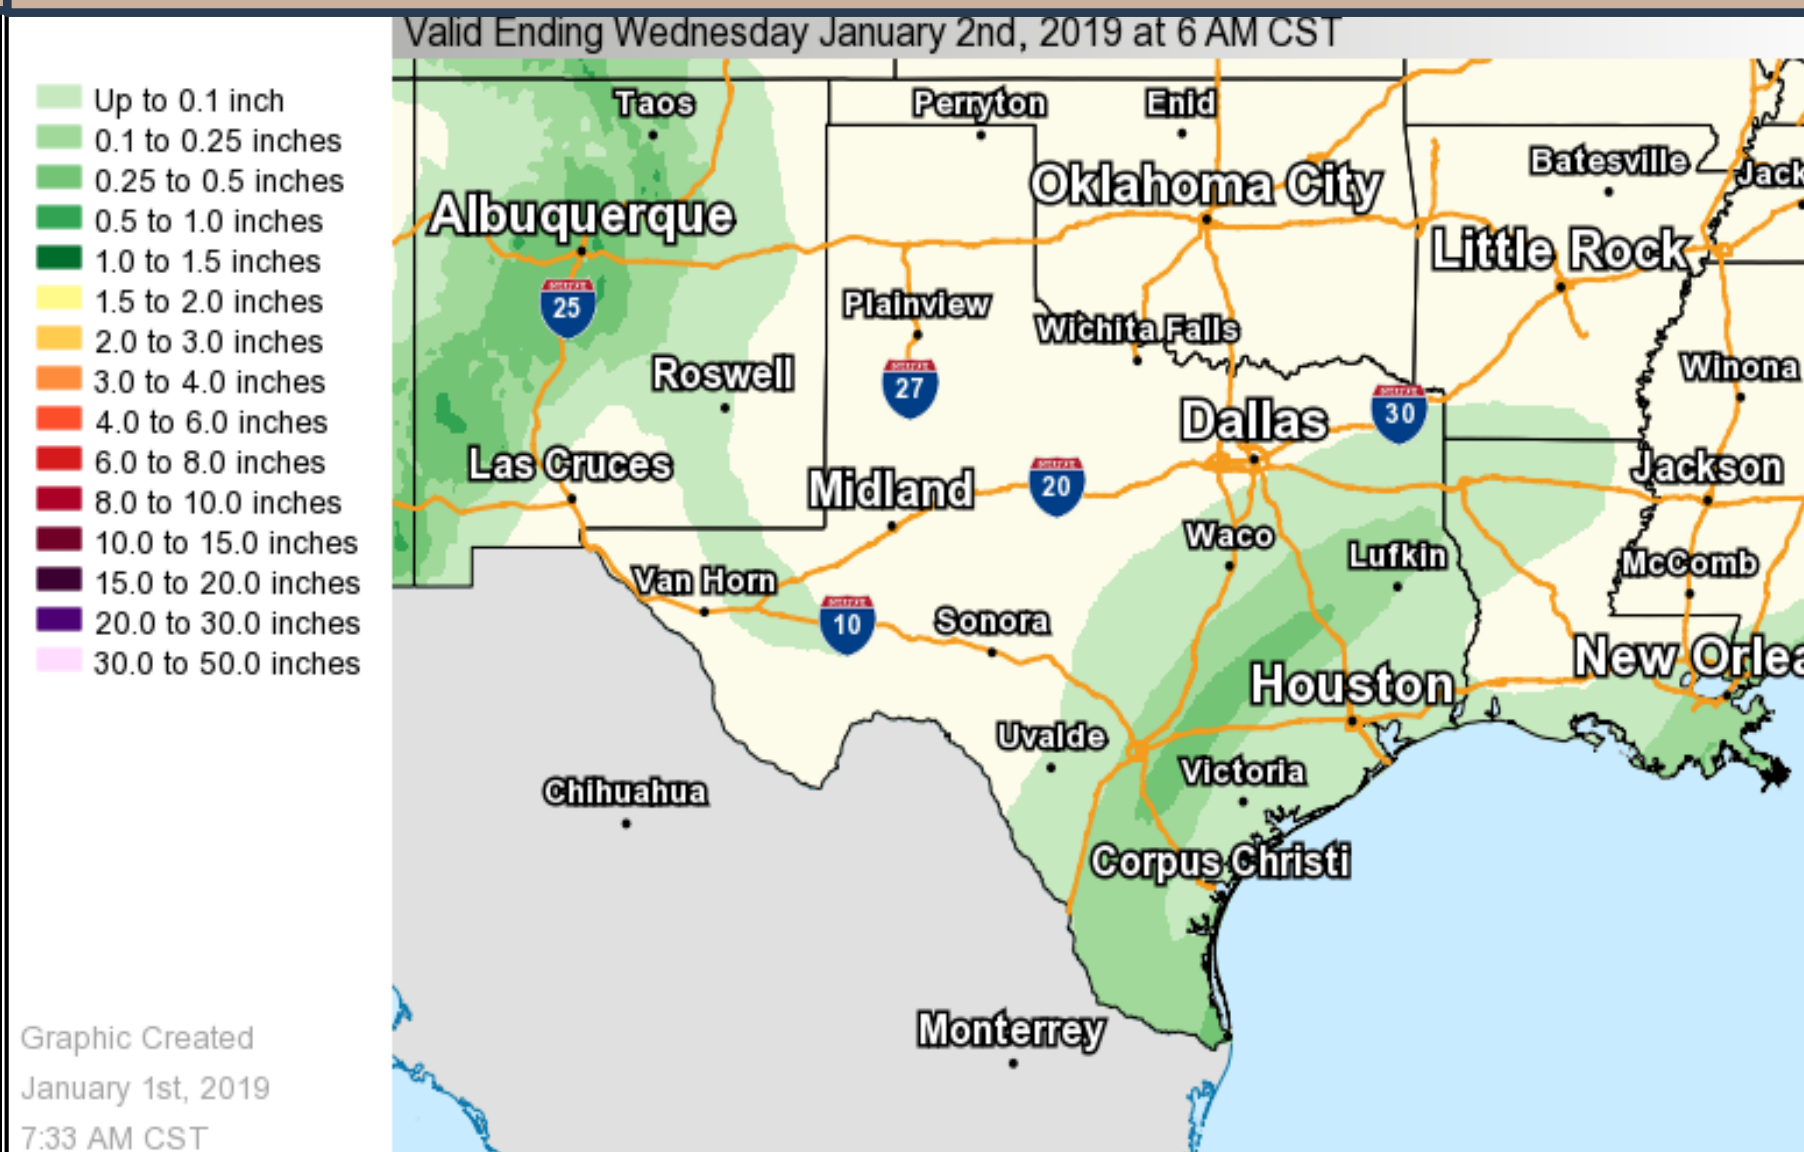 Valid Ending Wednesday January 2nd, 2019 at 6 AM CST
Up to 0.1 inch
0.1 to 0.25 inches
0.25 to 0.5 inches
0.5 to 1.0 inches
1.0 to 1.5 inches
1.5 to 2.0 inches
2.0 to 3.0 inches
3.0 to 4.0 inches
4.0 to 6.0 inches
6.0 to 8.0 inches
8.0 to 10.0 inches
10.0 to 15.0 inches
15.0 to 20.0 inches
20.0 to 30.0 inches
30.0 to 50.0 inches
Graphic Created
January 1st, 2019
7:33 AM CST
Taos
Perryton
Enid
Batesville
Jack
Oklahoma City
Albuquerque
Little Rock
25
Plainview
Wichita Falls
Roswell
27
Winona
30
Dallas
Las Cruces
Jackson
Midland
20
Waco
Lufkin
McComb
Van Horn
10
Sonora
New Orlea
Houston
Uvalde
Victoria
Chihuahua
Corpus Christi
Monterrey